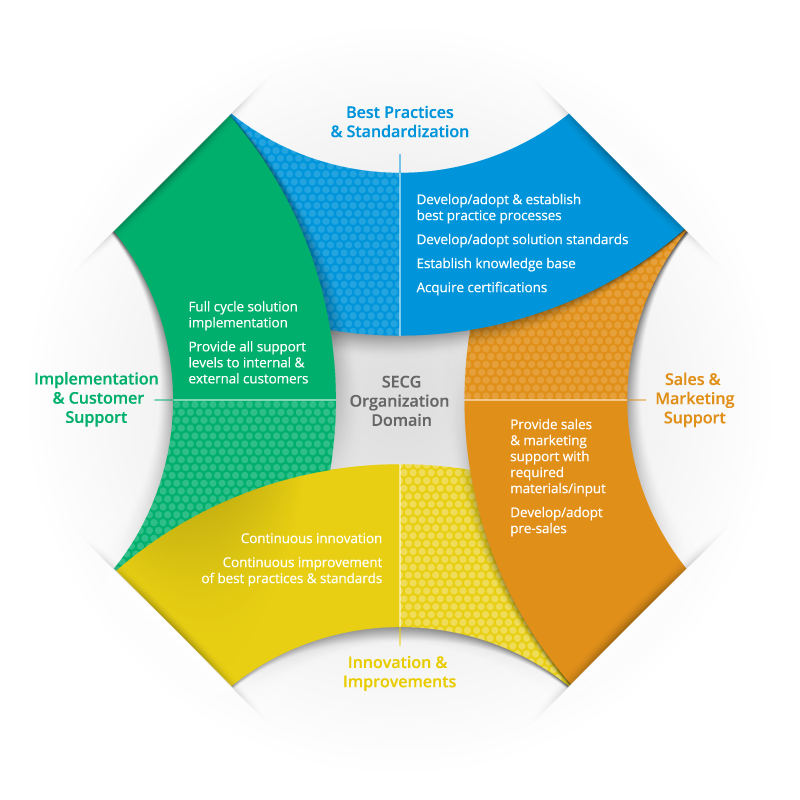 Best Practices
& Standardization
Develop/adopt & establish
best practice processes
Develop/adopt solution standards
Establish knowledge base
Acquire certifications
Full cycle solution
implementation
Provide all support
levels to internal &
external customers
Implementation
& Customer
Support
SECG
Organization
Domain
Sales &
Marketing
Support
Provide sales
& marketing
support with
required
materials/input
Develop/adopt
pre-sales
Continuous innovation
Continuous improvement
of best practices & standards
Innovation &
Improvements